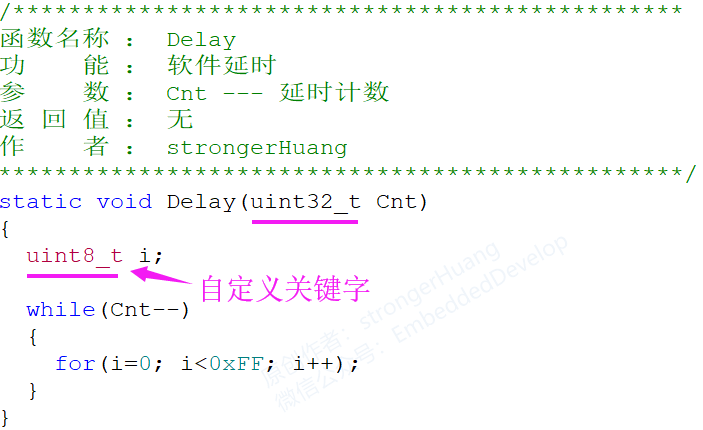 /************************************************
函数名称 ： Delay
功    能 ： 软件延时
参    数 ： Cnt --- 延时计数
返 回 值 ： 无
作    者 ： strongerHuang
*************************************************/
static void Delay(uint32_t Cnt)
{
  uint8_t i;
自定义关键字
  while(Cnt--)
  {
    for(i=0; i<0xFF; i++);
  }
}
原创作者：strongerHuang
微信公众号：EmbeddedDevelop